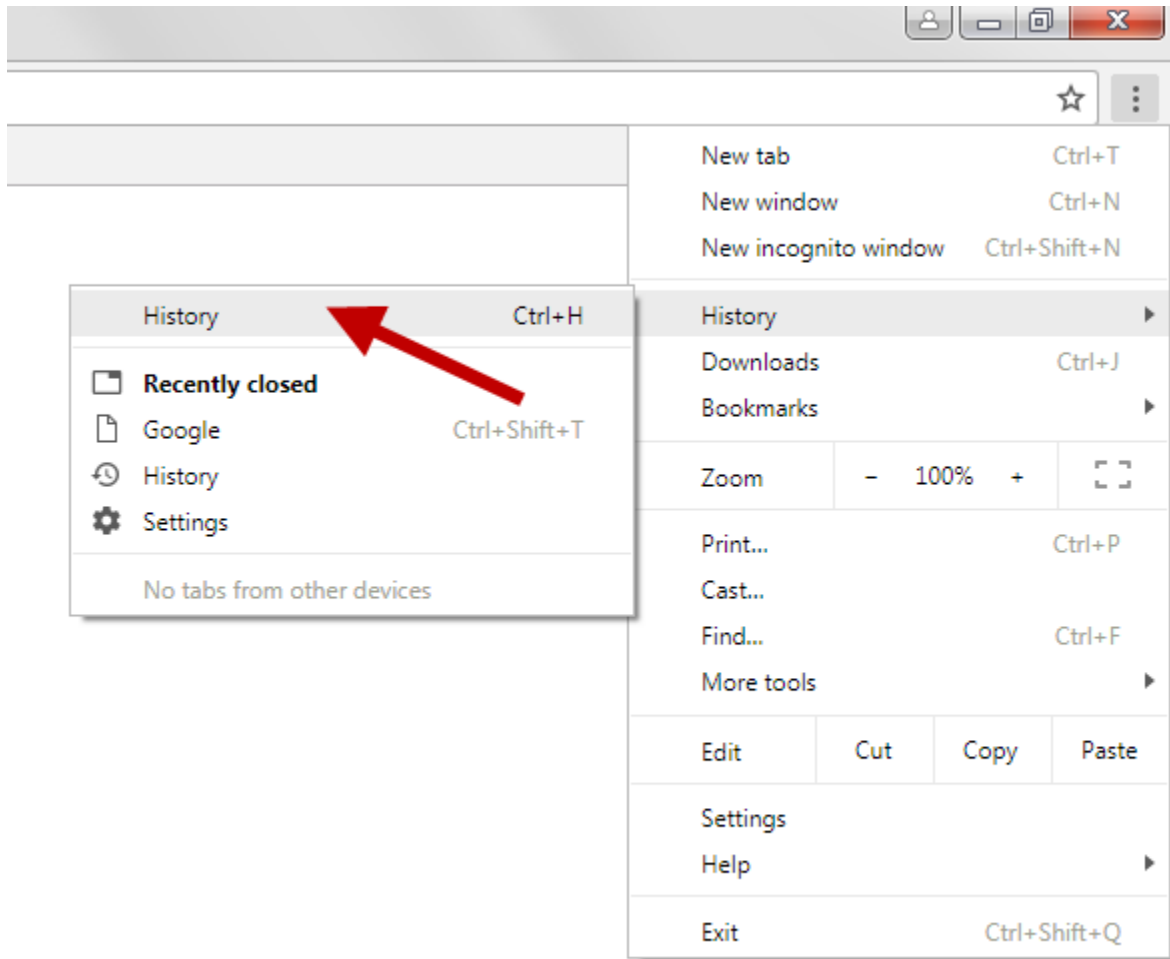 New tab Ctrl+T
New window Ctrl+N
New incognito window Ctrl+Shift+N
History
Downloads Ctrl+J
Bookmarks
Zoom – 100% +
Print... Ctrl+P
Cast...
Find... Ctrl+F
More tools
Edit Cut Copy Paste
Settings
Help
Exit Ctrl+Shift+Q
History Ctrl+H
Recently closed
Google Ctrl+Shift+T
History
Settings
No tabs from other devices